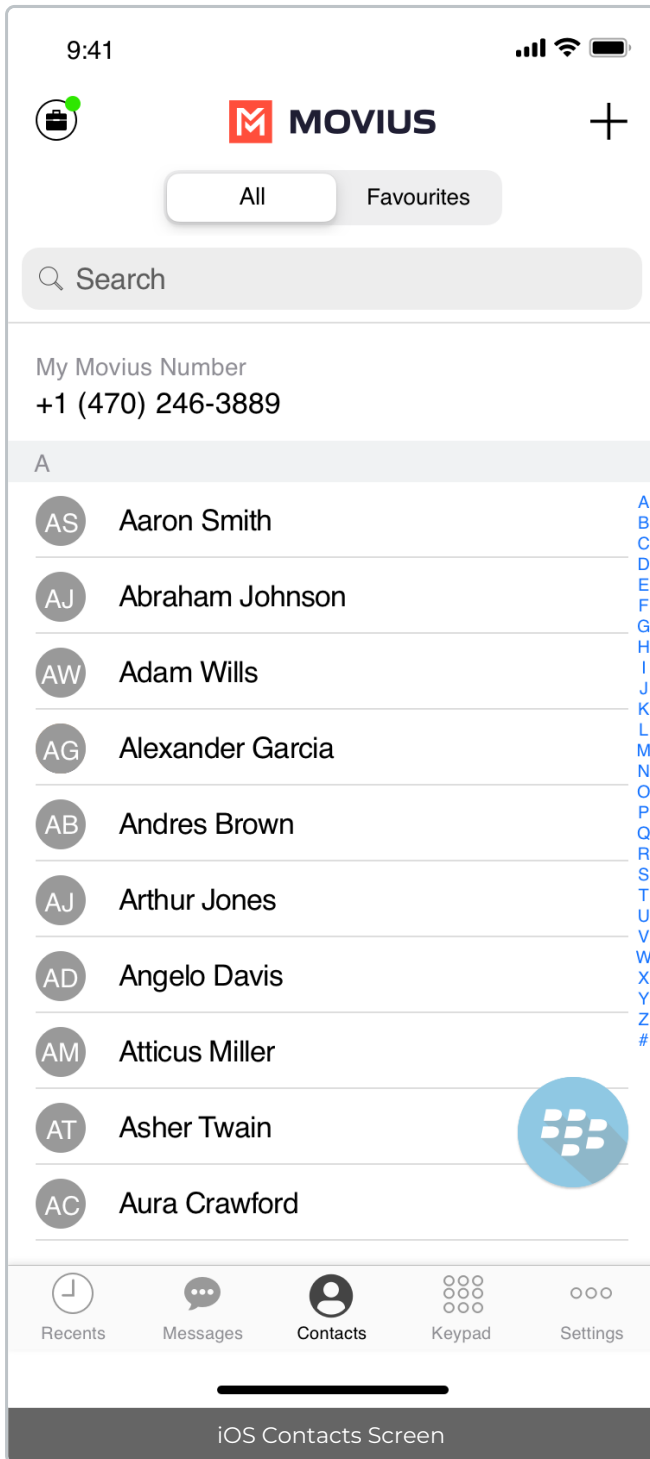 9:41
MOVIUS
All Favourites
Search
My Movius Number
+1 (470) 246-3889
A
AS Aaron Smith
AJ Abraham Johnson
AW Adam Wills
AG Alexander Garcia
AB Andres Brown
AJ Arthur Jones
AD Angelo Davis
AM Atticus Miller
AT Asher Twain
AC Aura Crawford
A
B
C
D
E
F
G
H
I
J
K
L
M
N
O
P
Q
R
S
T
U
V
W
X
Y
Z
#
Recents Messages Contacts Keypad Settings
iOS Contacts Screen